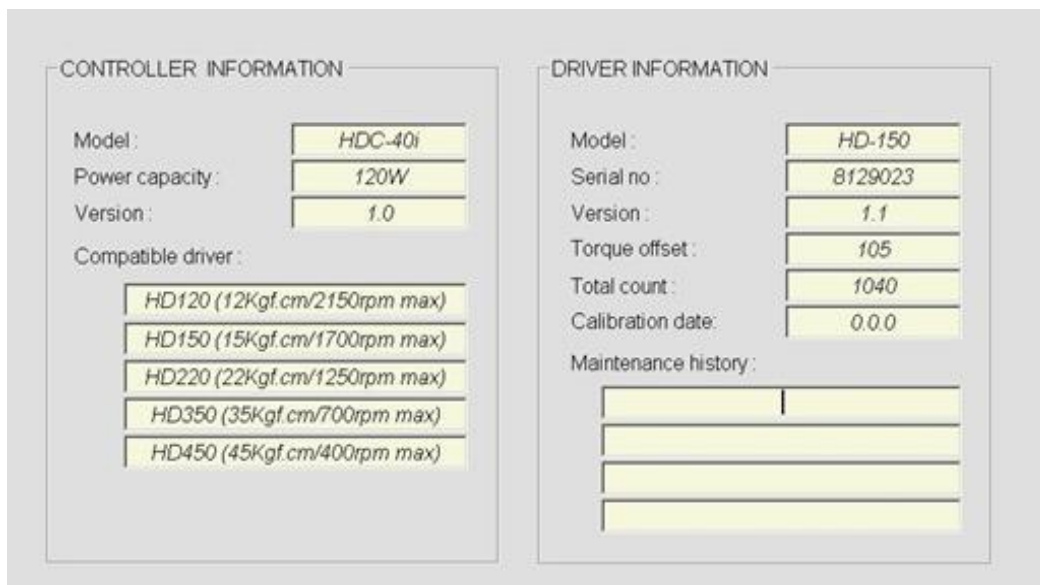 CONTROLLER INFORMATION
Model : HDC-40i
Power capacity : 120W
Version : 1.0
Compatible driver :
HD120 (12Kgf.cm/2150rpm max)
HD150 (15Kgf.cm/1700rpm max)
HD220 (22Kgf.cm/1250rpm max)
HD350 (35Kgf.cm/700rpm max)
HD450 (45Kgf.cm/400rpm max)
DRIVER INFORMATION
Model : HD-150
Serial no : 8129023
Version : 1.1
Torque offset : 105
Total count : 1040
Calibration date: 0.0.0
Maintenance history :